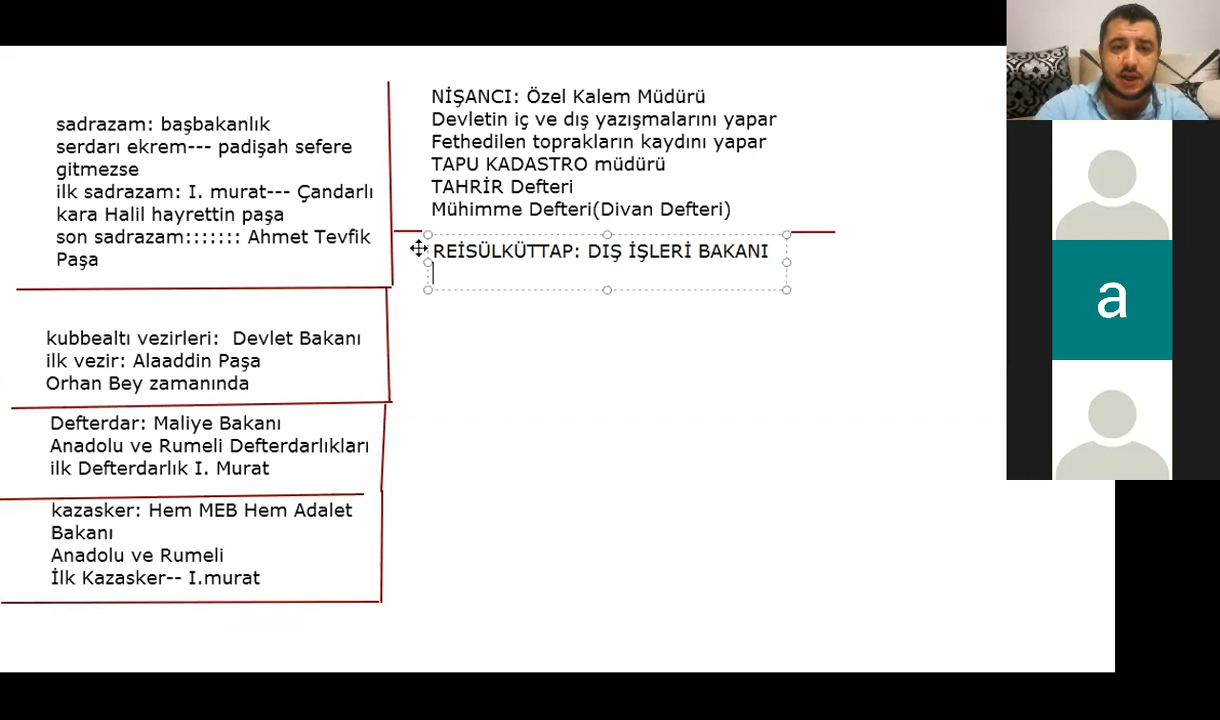 sadrazam: başbakanlık
serdarı ekrem--- padişah sefere
gitmezse
ilk sadrazam: I. murat--- Çandarlı
kara Halil hayrettin paşa
son sadrazam::::::: Ahmet Tevfik
Paşa
kubbealtı vezirleri:  Devlet Bakanı
ilk vezir: Alaaddin Paşa
Orhan Bey zamanında
Defterdar: Maliye Bakanı
Anadolu ve Rumeli Defterdarlıkları
ilk Defterdarlık I. Murat
kazasker: Hem MEB Hem Adalet
Bakanı
Anadolu ve Rumeli
İlk Kazasker-- I.murat
NİŞANCI: Özel Kalem Müdürü
Devletin iç ve dış yazışmalarını yapar
Fethedilen toprakların kaydını yapar
TAPU KADASTRO müdürü
TAHRİR Defteri
Mühimme Defteri(Divan Defteri)
REİSÜLKÜTTAP: DIŞ İŞLERİ BAKANI
a